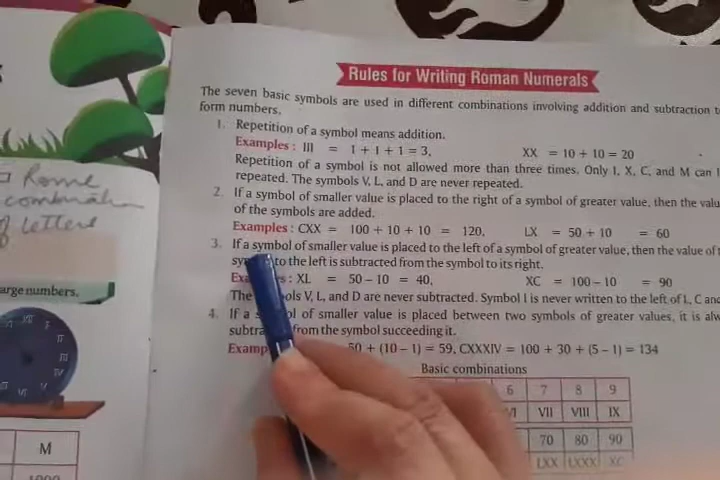 Rules for Writing Roman Numerals
The seven basic symbols are used in different combinations involving addition and subtraction
form numbers.
1. Repetition of a symbol means addition.
Examples : III = 1 + 1 + 1 = 3, XX = 10 + 10 = 20
Repetition of a symbol is not allowed more than three times. Only I, X, C, and M can
repeated. The symbols V, L, and D are never repeated.
2. If a symbol of smaller value is placed to the right of a symbol of greater value, then the
of the symbols are added.
Examples : CXX = 100 + 10 + 10 = 120, LX = 50 + 10 = 60
3. If a symbol of smaller value is placed to the left of a symbol of greater value, then the value of
to the left is subtracted from the symbol to its right.
: XL = 50 – 10 = 40, XC = 100 – 10 = 90
The V, L, and D are never subtracted. Symbol I is never written to the left of L, C
4. If a of smaller value is placed between two symbols of greater values, it is
from the symbol succeeding it.
50 + (10 – 1) = 59, CXXXIV = 100 + 30 + (5 – 1) = 134
Basic combinations
6 7 8 9
VI VII VIII IX
70 80 90
LXX LXXX XC
Rome
combination
letters
numbers.
M
1000